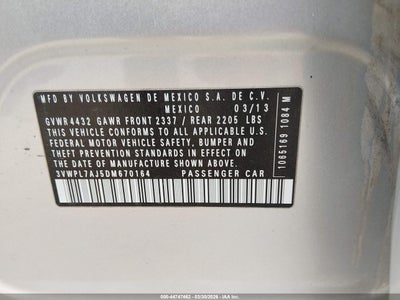 MFD BY VOLKSWAGEN DE MEXICO S.A. DE C.V.
MEXICO 03/13
GVWR 4432 GAWR FRONT 2337 / REAR 2205 LBS
THIS VEHICLE CONFORMS TO ALL APPLICABLE U.S.
FEDERAL MOTOR VEHICLE SAFETY, BUMPER AND
THEFT PREVENTION STANDARDS IN EFFECT ON THE
DATE OF MANUFACTURE SHOWN ABOVE
3VWPL7AJ5DM670164 PASSENGER CAR
1065169 1084 M